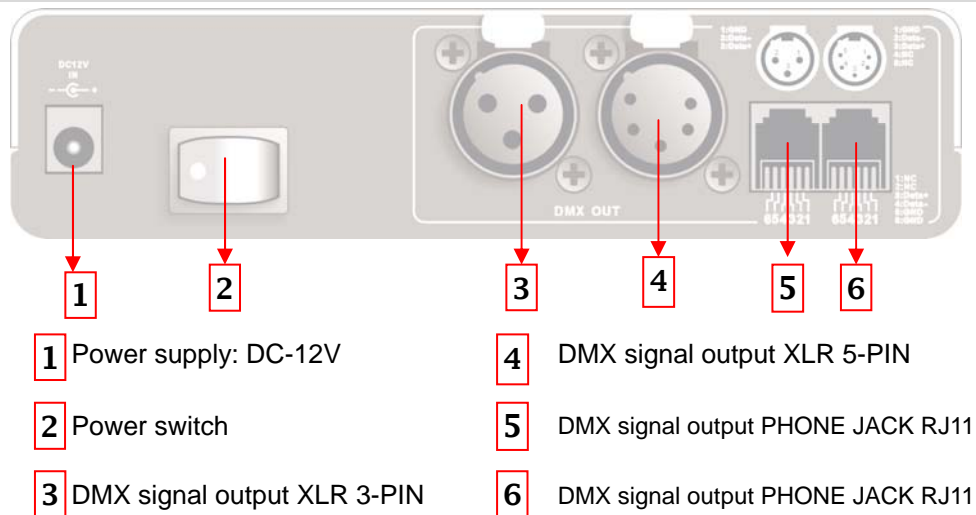 DC12V
IN
1:GND
2:Data-
3:Data+
1:GND
2:Data-
3:Data+
4:NC
5:NC
DMX OUT
654321
654321
1:NC
2:NC
3:Data+
4:Data-
5:GND
6:GND
1
2
3
4
5
6
1 Power supply: DC-12V
2 Power switch
3 DMX signal output XLR 3-PIN
4 DMX signal output XLR 5-PIN
5 DMX signal output PHONE JACK RJ11
6 DMX signal output PHONE JACK RJ11